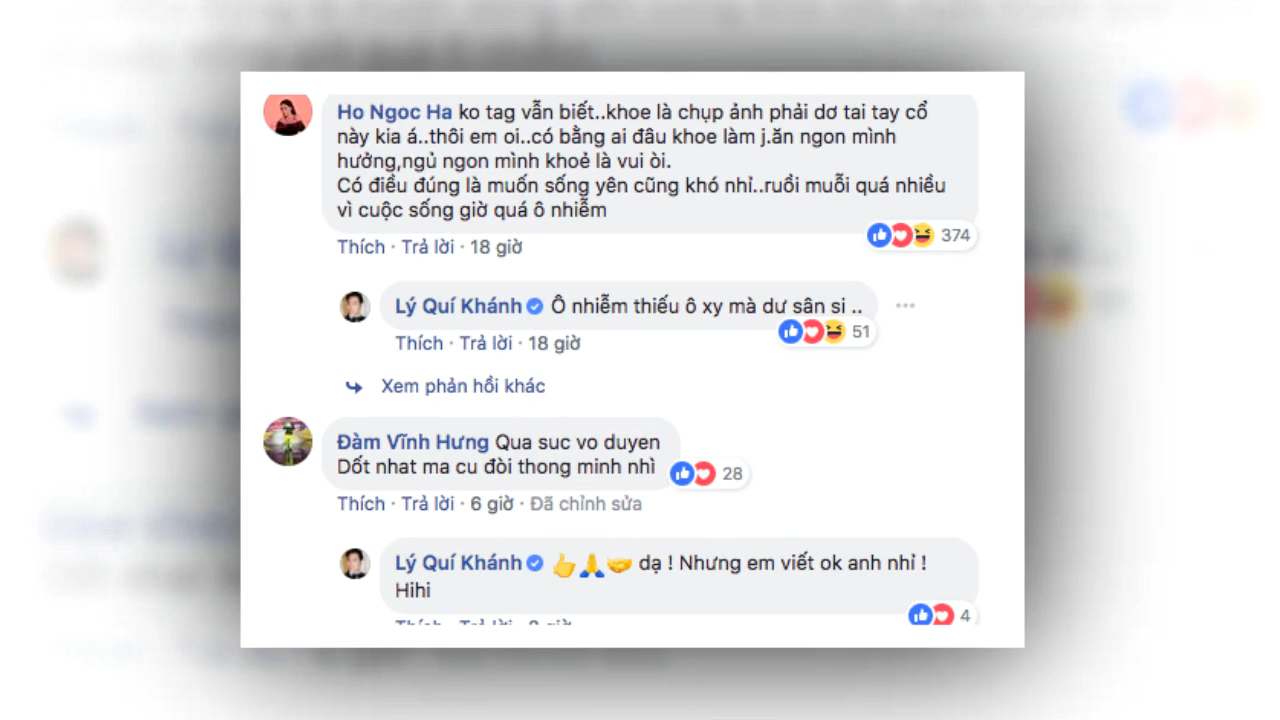 Ho Ngoc Ha ko tag vẫn biết..khoe là chụp ảnh phải dơ tai tay cổ
này kia á..thôi em oi..có bằng ai đâu khoe làm j.ăn ngon mình
hưởng,ngủ ngon mình khoẻ là vui òi.
Có điều đúng là muốn sống yên cũng khó nhỉ..ruồi muỗi quá nhiều
vì cuộc sống giờ quá ô nhiễm
374
Thích · Trả lời · 18 giờ
Lý Quí Khánh Ô nhiễm thiếu ô xy mà dư sân si ..
51
Thích · Trả lời · 18 giờ
Xem phản hồi khác
Đàm Vĩnh Hưng Qua suc vo duyen
Dốt nhat ma cu đòi thong minh nhì
28
Thích · Trả lời · 6 giờ · Đã chỉnh sửa
Lý Quí Khánh 👍🙏🤝 dạ ! Nhưng em viết ok anh nhỉ !
Hihi
4